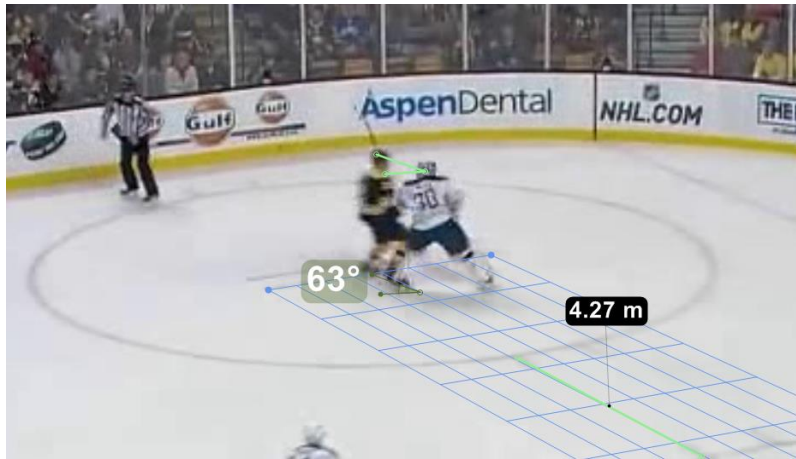 Gulf
Gulf
AspenDental
NHL.COM
THE
30
63°
4.27 m